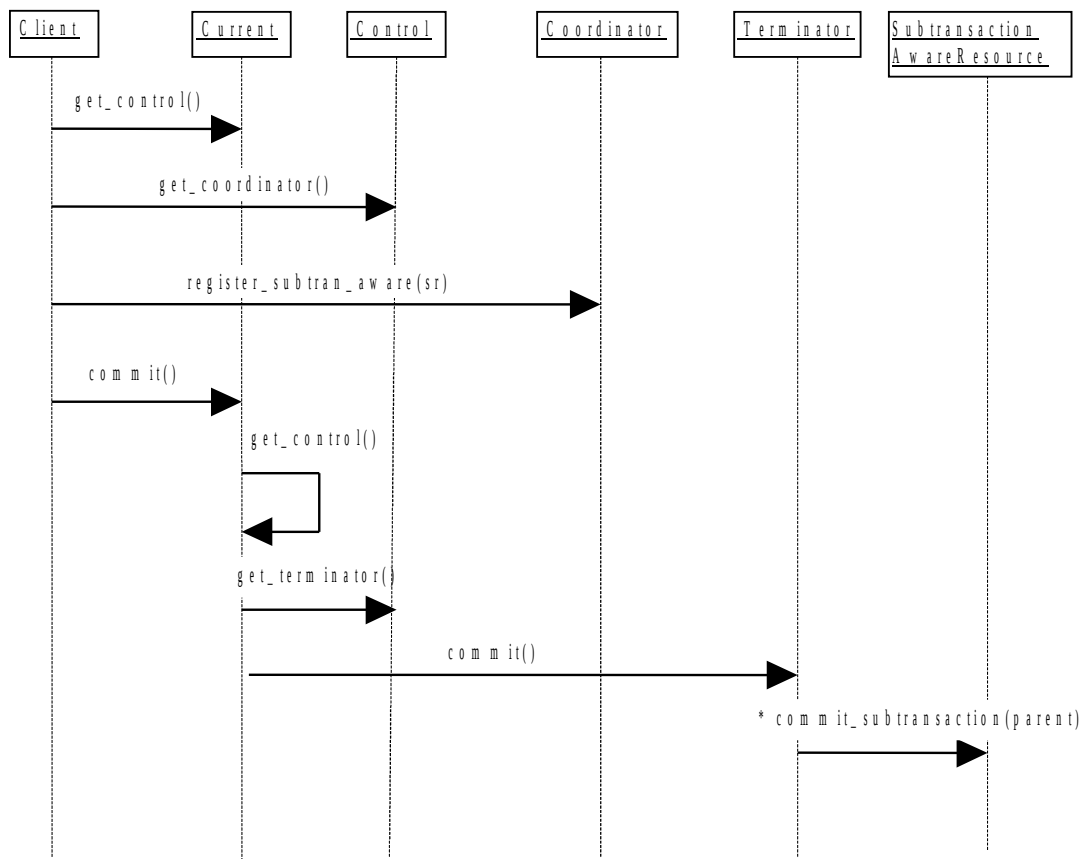 Client
Current
Control
Coordinator
Terminator
Subtransaction
AwareResource
get_control()
get_coordinator()
register_subtran_aware(sr)
commit()
get_control()
get_terminator()
commit()
* commit_subtransaction(parent)